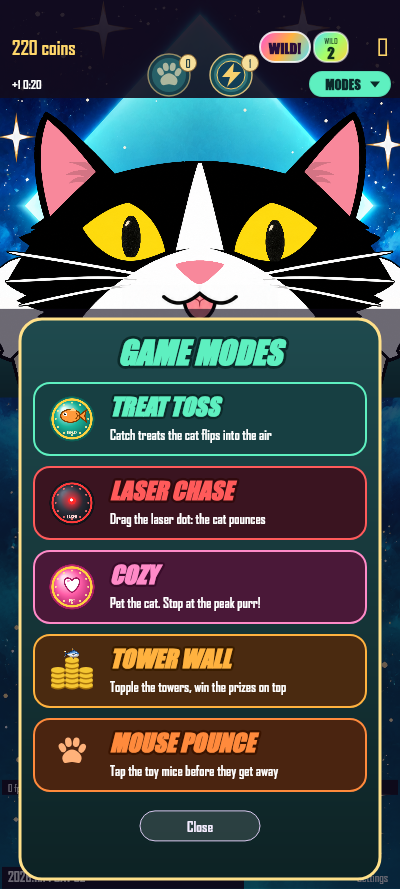 220 coins
0
1
WILD!
WILD
2
+1 0:20
MODES
GAME MODES
TREAT TOSS
Catch treats the cat flips into the air
LASER CHASE
Drag the laser dot: the cat pounces
COZY
Pet the cat. Stop at the peak purr!
TOWER WALL
Topple the towers, win the prizes on top
MOUSE POUNCE
Tap the toy mice before they get away
Close